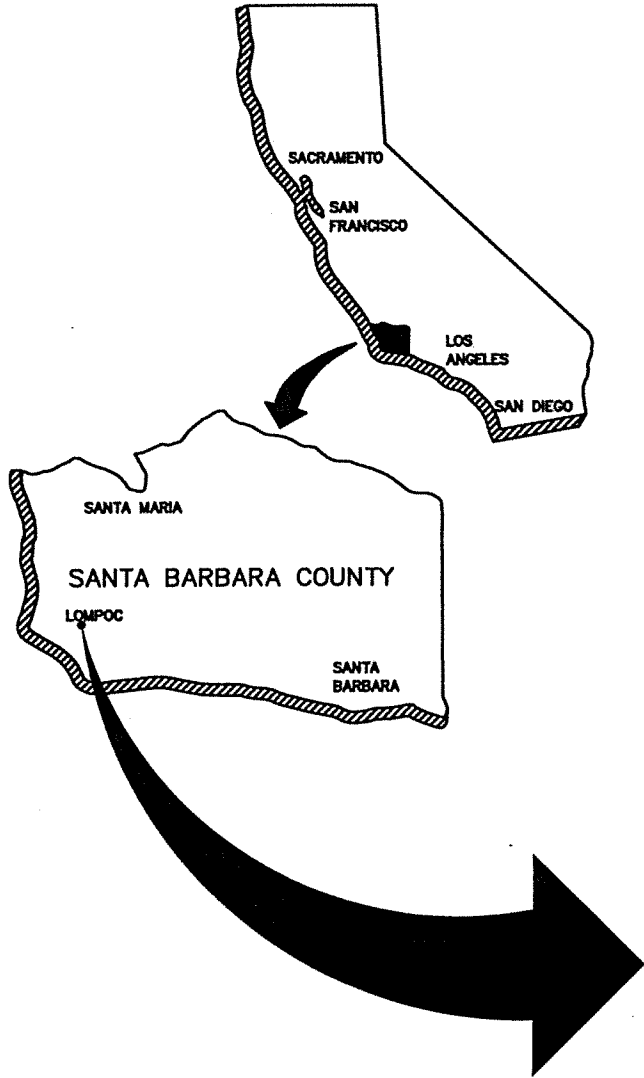 SACRAMENTO
SAN
FRANCISCO
LOS
ANGELES
SAN DIEGO
SANTA MARIA
SANTA BARBARA COUNTY
LOMPOC
SANTA
BARBARA